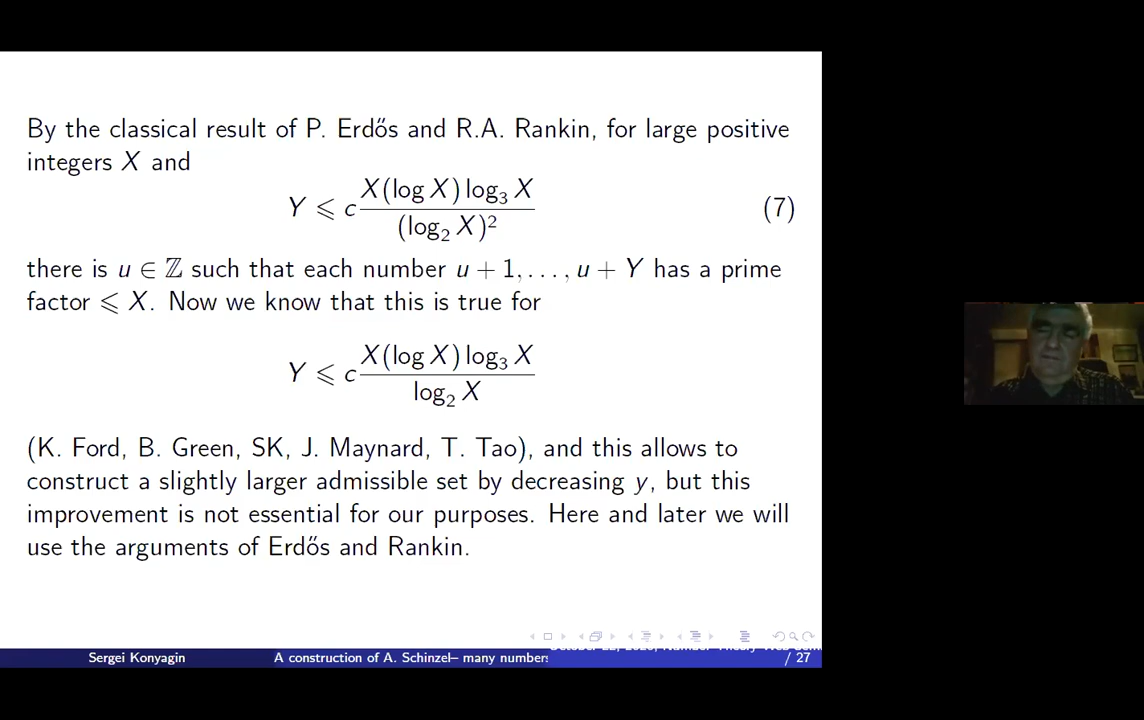 By the classical result of P. Erdős and R.A. Rankin, for large positive
integers X and
Y ⩽ c X(log X) log₃ X / (log₂ X)² (7)
there is u ∈ ℤ such that each number u + 1, . . . , u + Y has a prime
factor ⩽ X. Now we know that this is true for
Y ⩽ c X(log X) log₃ X / log₂ X
(K. Ford, B. Green, SK, J. Maynard, T. Tao), and this allows to
construct a slightly larger admissible set by decreasing y, but this
improvement is not essential for our purposes. Here and later we will
use the arguments of Erdős and Rankin.
Sergei Konyagin A construction of A. Schinzel– many numbers
/ 27